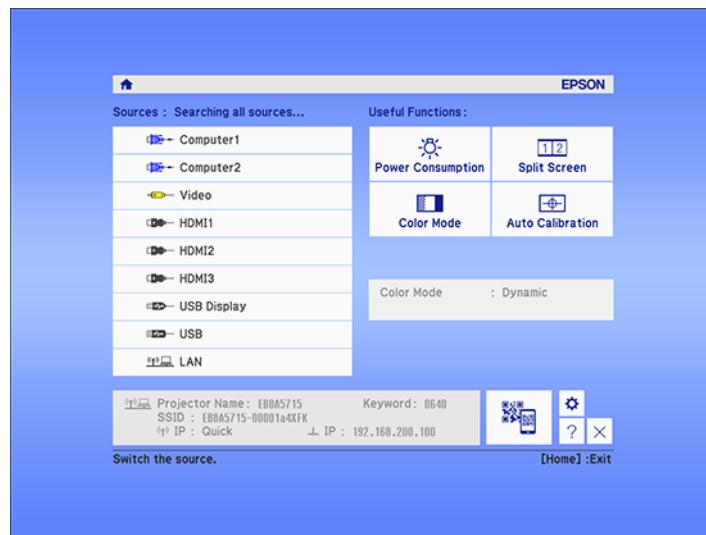 EPSON
Sources : Searching all sources...
Computer1
Computer2
Video
HDMI1
HDMI2
HDMI3
USB Display
USB
LAN
Useful Functions:
Power Consumption
1 2
Split Screen
Color Mode
Auto Calibration
Color Mode : Dynamic
Projector Name: EB8A5715 Keyword: 8640
SSID : EB8A5715-00001a4XFK
IP : Quick IP : 192.168.200.100
?
Switch the source. [Home] :Exit